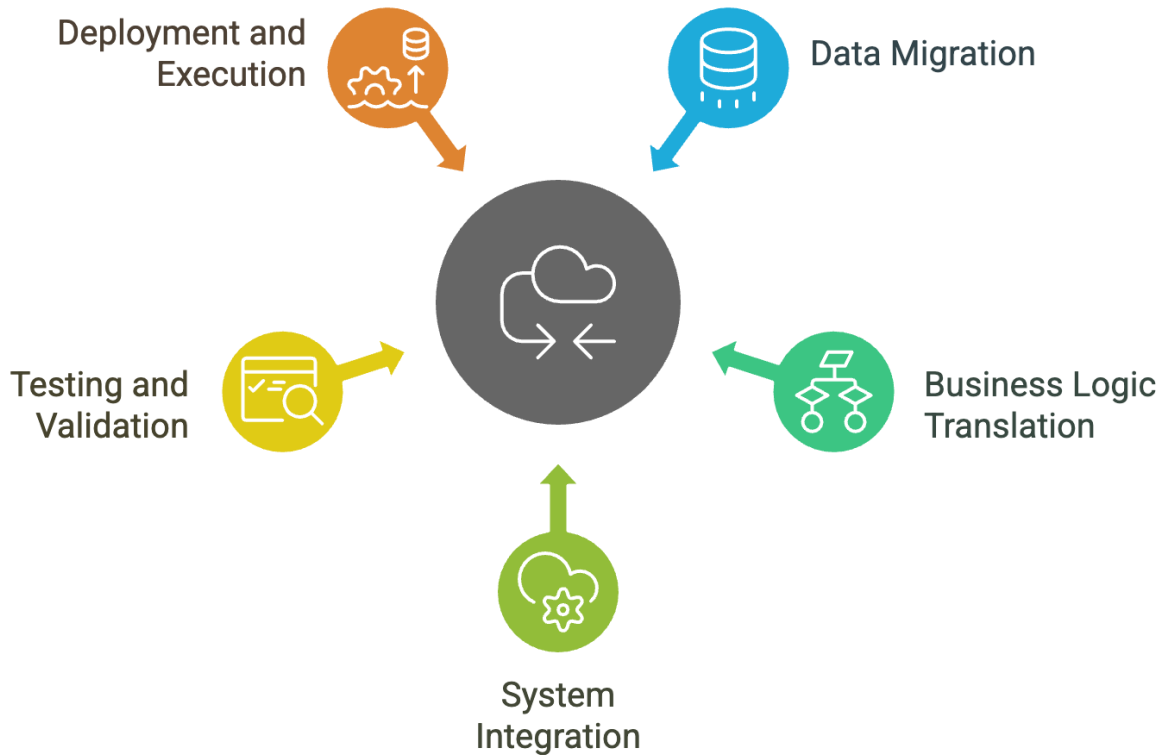 Deployment and
Execution
Data Migration
Testing and
Validation
Business Logic
Translation
System
Integration